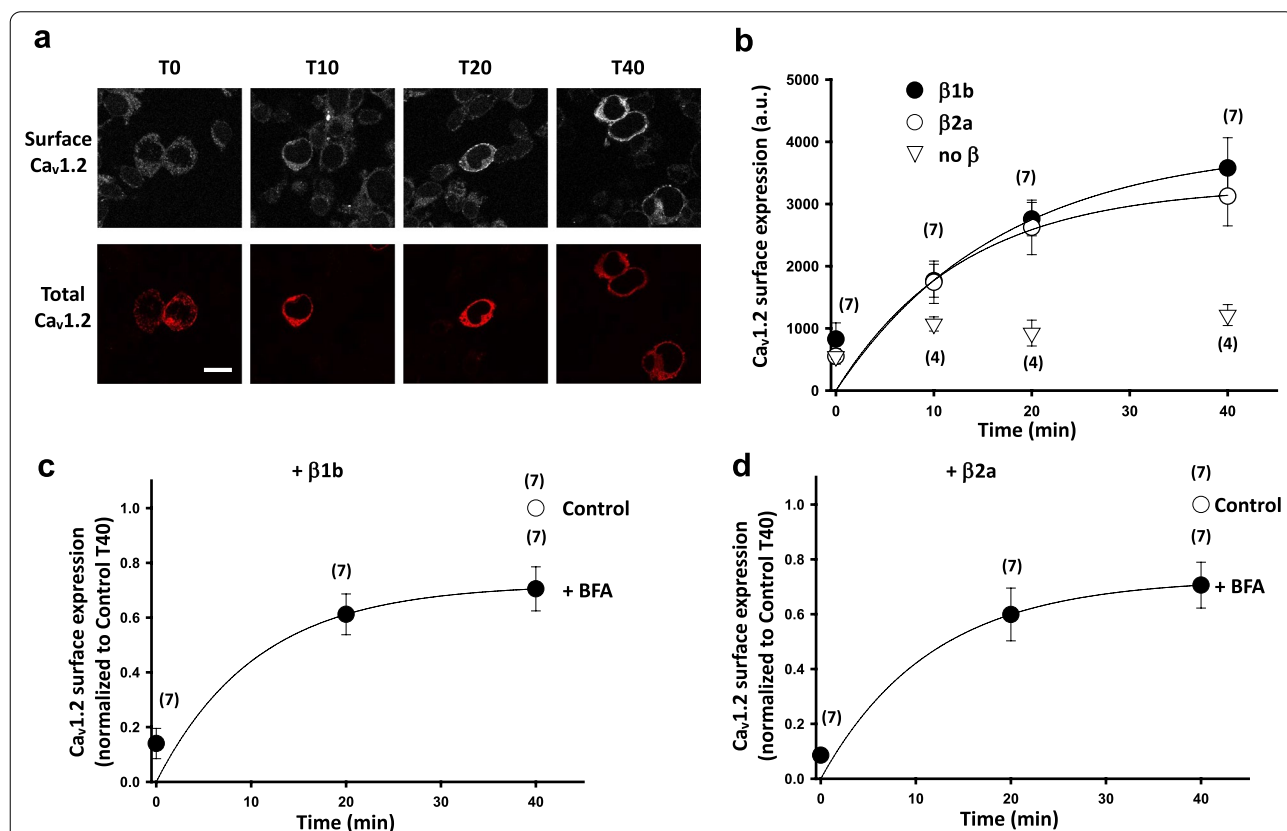 a
T0 T10 T20 T40
Surface
Cav1.2
Total
Cav1.2
b
Cav1.2 surface expression (a.u.)
5000
4000
3000
2000
1000
0
β1b
β2a
no β
(7)
(7)
(7)
(7)
(4)
(4)
(4)
0 10 20 30 40
Time (min)
c
+ β1b
Cav1.2 surface expression
(normalized to Control T40)
1.0
0.8
0.6
0.4
0.2
0.0
(7)
(7)
(7)
Control
(7)
+ BFA
0 10 20 30 40
Time (min)
d
+ β2a
Cav1.2 surface expression
(normalized to Control T40)
1.0
0.8
0.6
0.4
0.2
0.0
(7)
(7)
(7)
Control
(7)
+ BFA
0 10 20 30 40
Time (min)